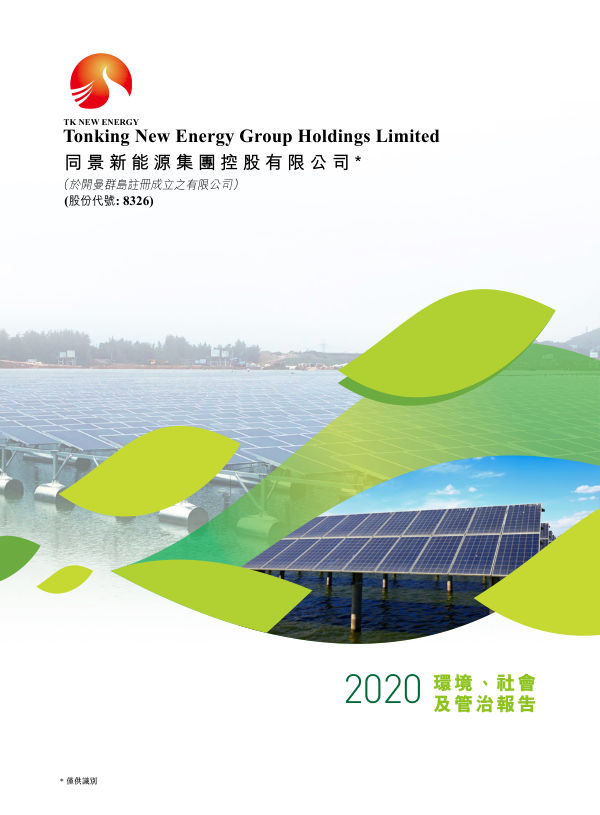 TK NEW ENERGY
Tonking New Energy Group Holdings Limited
同景新能源集團控股有限公司*
(於開曼群島註冊成立之有限公司)
(股份代號: 8326)
2020 環境、社會
及管治報告
* 僅供識別